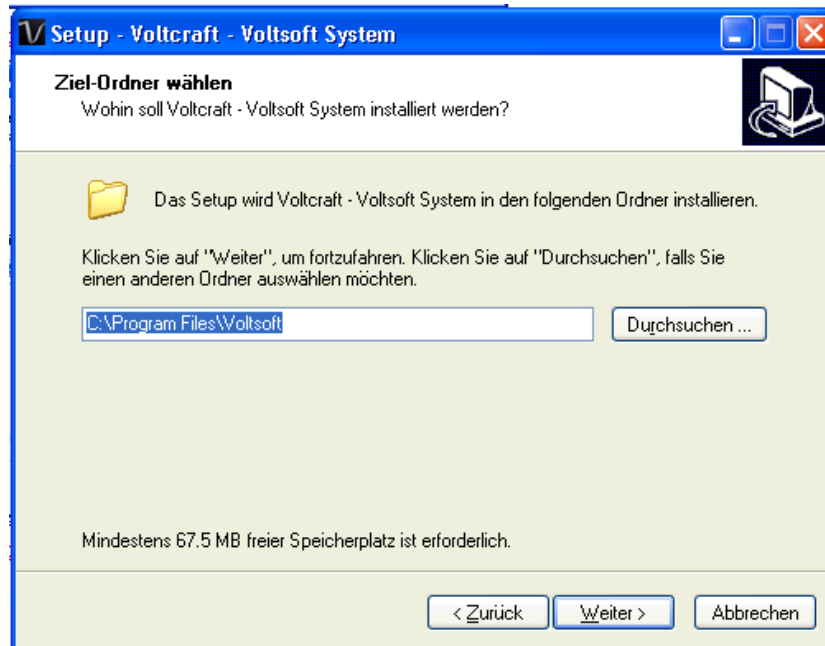 Setup - Voltcraft - Voltsoft System
Ziel-Ordner wählen
Wohin soll Voltcraft - Voltsoft System installiert werden?
Das Setup wird Voltcraft - Voltsoft System in den folgenden Ordner installieren.
Klicken Sie auf "Weiter", um fortzufahren. Klicken Sie auf "Durchsuchen", falls Sie
einen anderen Ordner auswählen möchten.
C:\Program Files\Voltsoft
Durchsuchen ...
Mindestens 67.5 MB freier Speicherplatz ist erforderlich.
< Zurück Weiter > Abbrechen